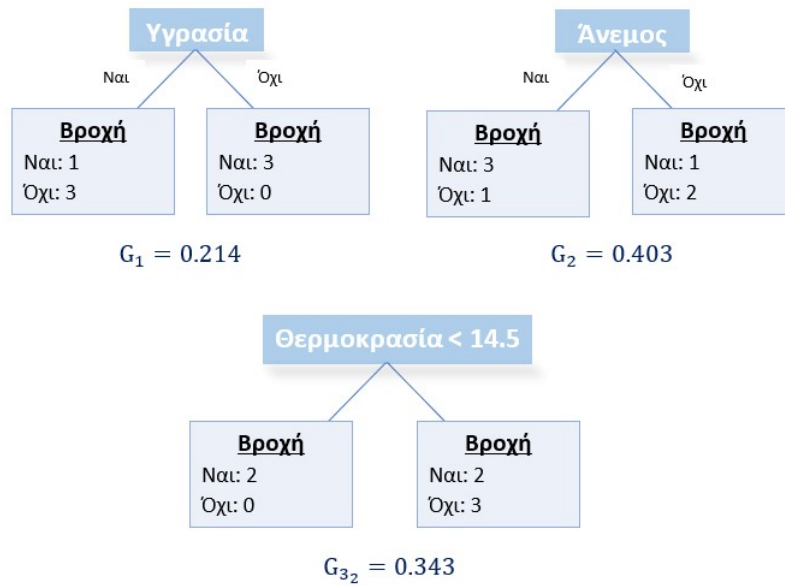 Υγρασία
Ναι
Όχι
Βροχή
Ναι: 1
Όχι: 3
Βροχή
Ναι: 3
Όχι: 0
G₁ = 0.214
Άνεμος
Ναι
Όχι
Βροχή
Ναι: 3
Όχι: 1
Βροχή
Ναι: 1
Όχι: 2
G₂ = 0.403
Θερμοκρασία < 14.5
Βροχή
Ναι: 2
Όχι: 0
Βροχή
Ναι: 2
Όχι: 3
G₃₂ = 0.343